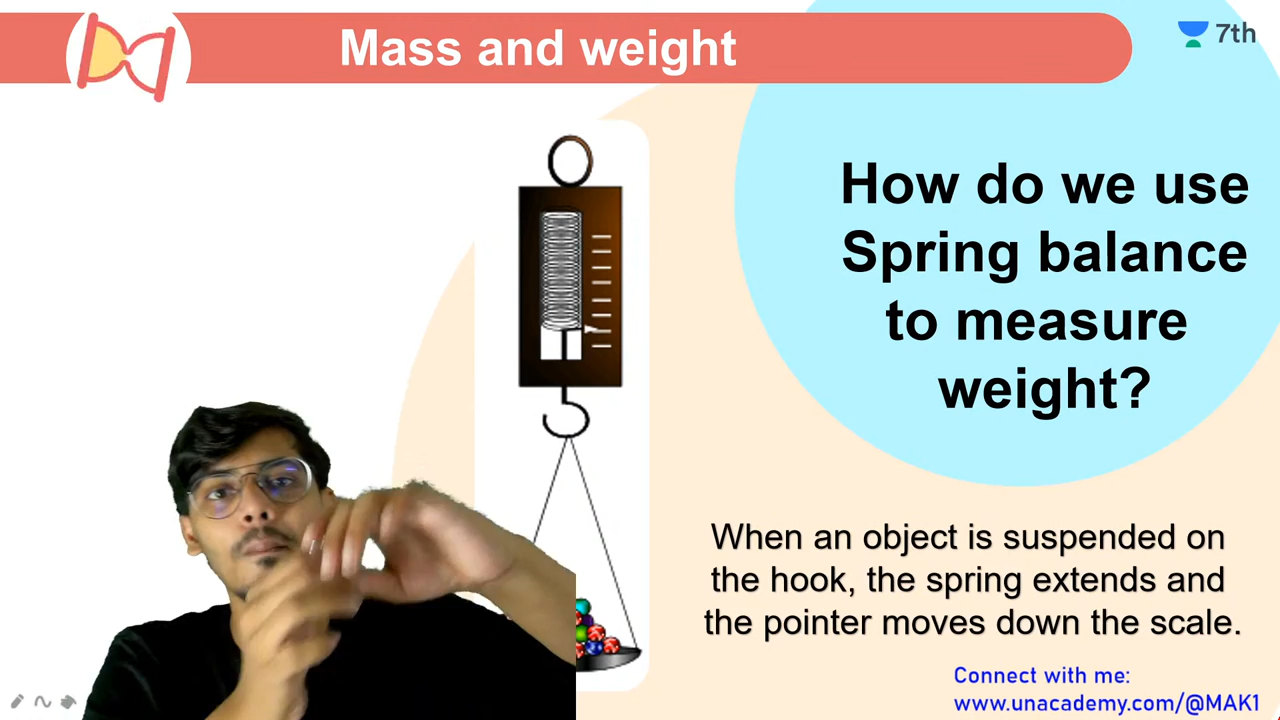 Mass and weight
7th
How do we use
Spring balance
to measure
weight?
When an object is suspended on
the hook, the spring extends and
the pointer moves down the scale.
Connect with me:
www.unacademy.com/@MAK1